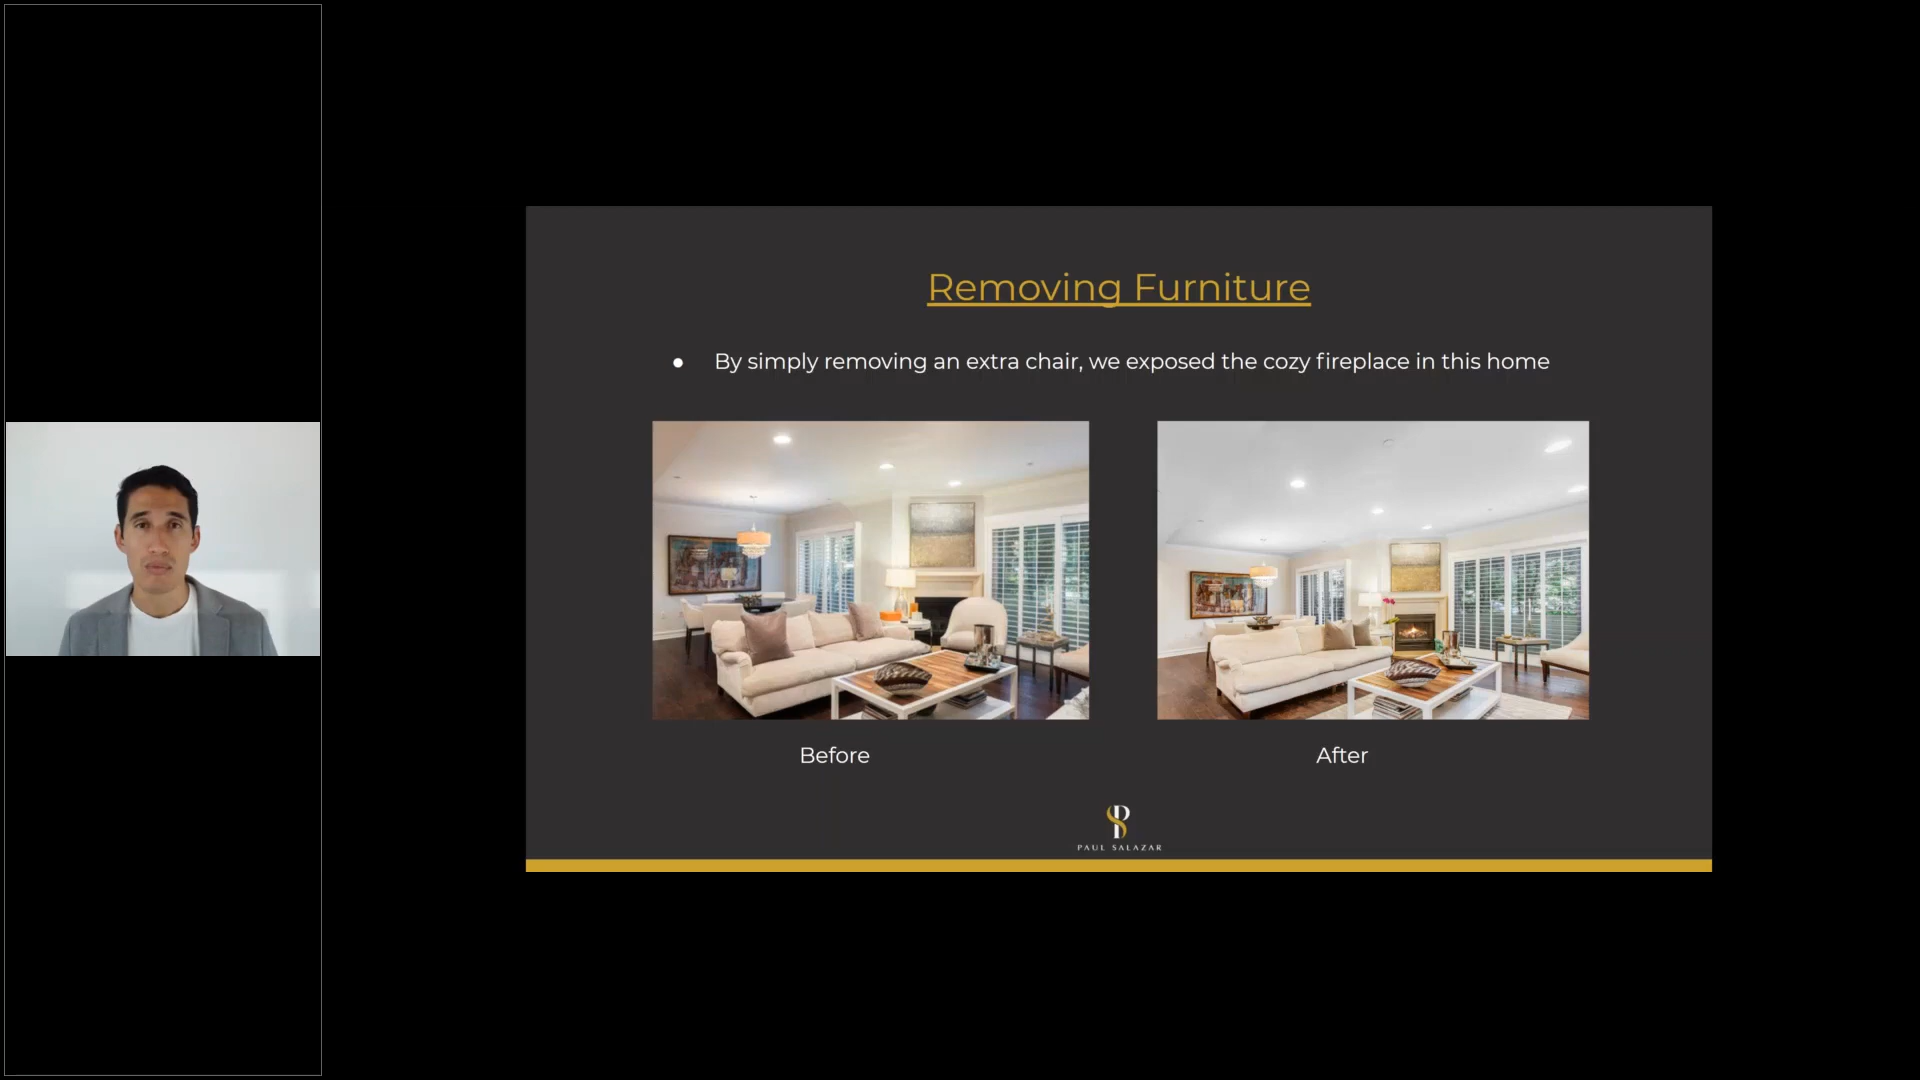 Removing Furniture
● By simply removing an extra chair, we exposed the cozy fireplace in this home
Before
After
PAUL SALAZAR